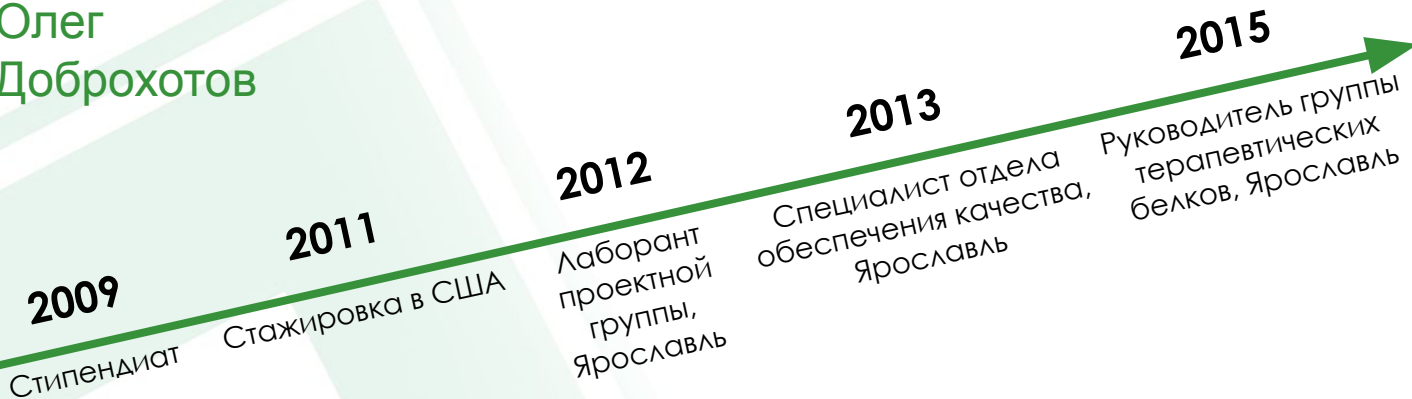 Олег
Доброхотов
2009
Стипендиат
2011
Стажировка в США
2012
Лаборант
проектной
группы,
Ярославль
2013
Специалист отдела
обеспечения качества,
Ярославль
2015
Руководитель группы
терапевтических
белков, Ярославль